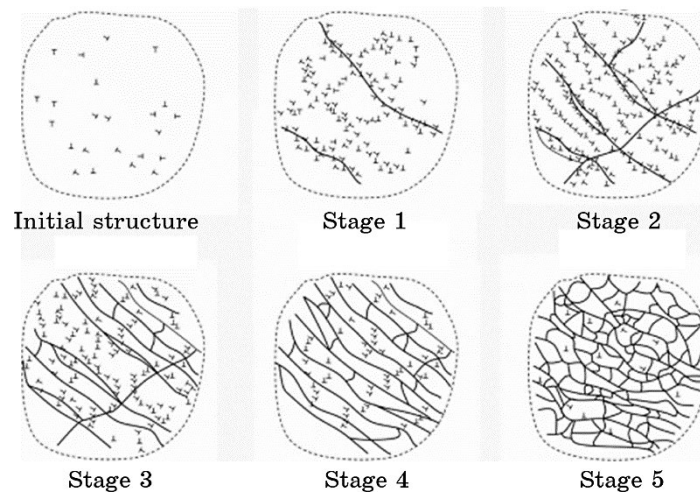 Initial structure
Stage 1
Stage 2
Stage 3
Stage 4
Stage 5